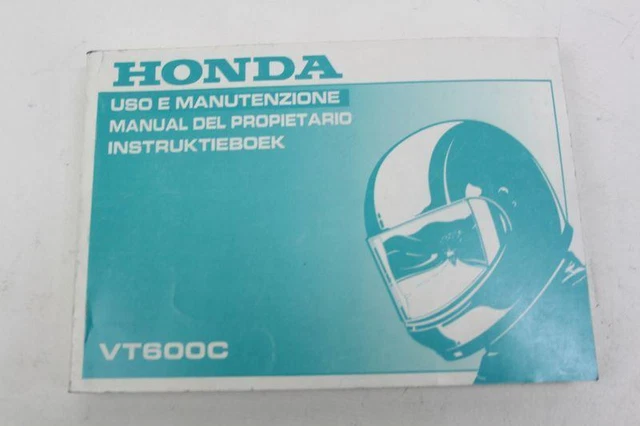 HONDA
USO E MANUTENZIONE
MANUAL DEL PROPIETARIO
INSTRUKTIEBOEK
VT600C